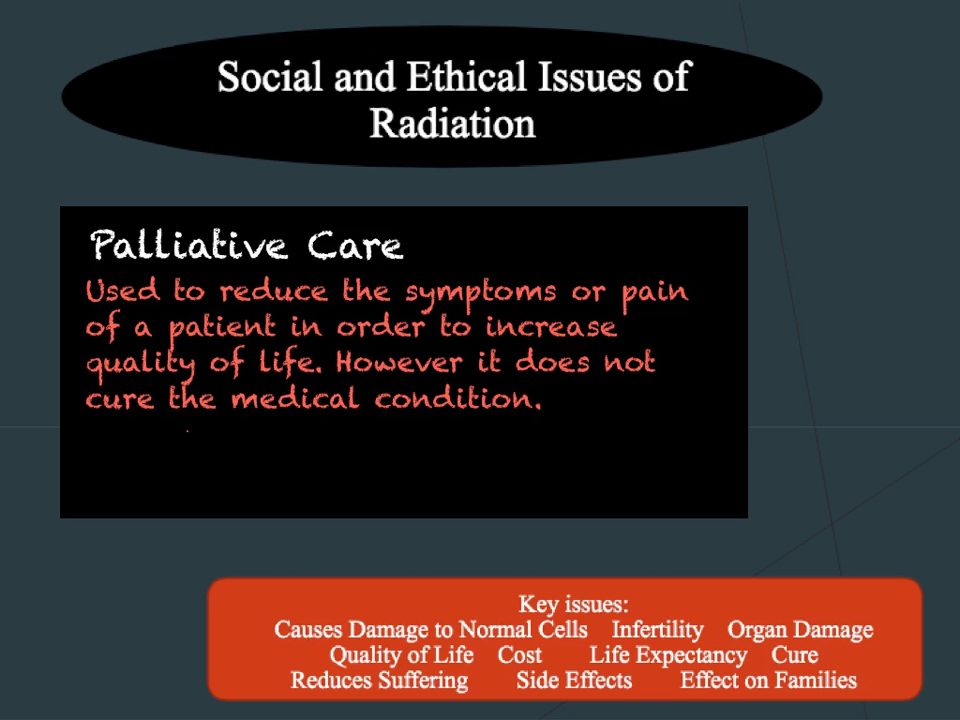 Social and Ethical Issues of
Radiation
Palliative Care
Used to reduce the symptoms or pain
of a patient in order to increase
quality of life. However it does not
cure the medical condition.
Key issues:
Causes Damage to Normal Cells Infertility Organ Damage
Quality of Life Cost Life Expectancy Cure
Reduces Suffering Side Effects Effect on Families